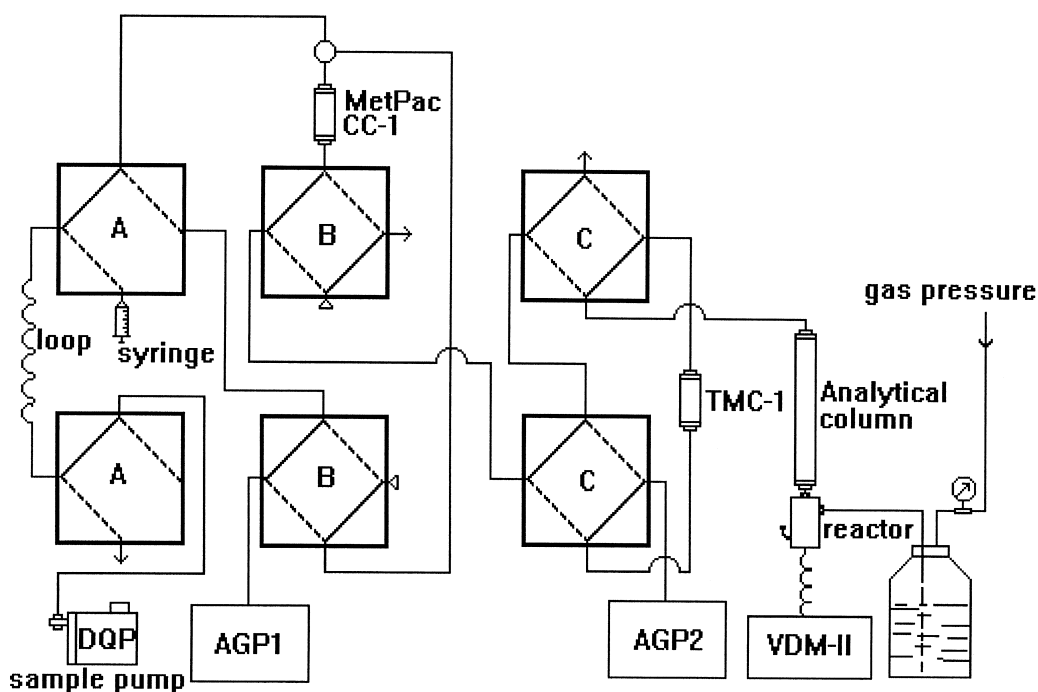 MetPac
CC-1
A
B
C
gas pressure
loop
syringe
TMC-1
Analytical
column
A
B
C
reactor
DQP
AGP1
AGP2
VDM-II
sample pump